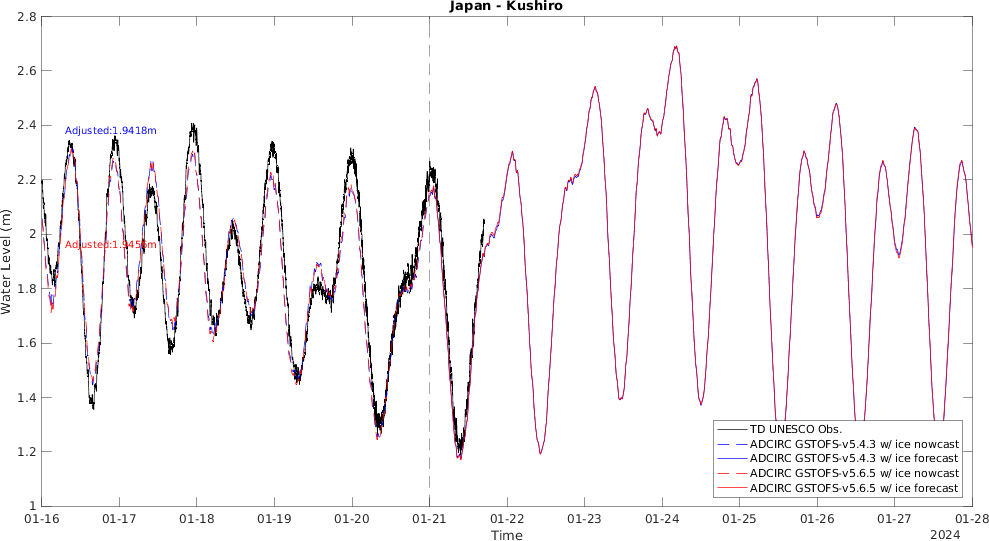 Japan - Kushiro
Water Level (m)
2.8
2.6
2.4
2.2
2
1.8
1.6
1.4
1.2
1
Adjusted:1.9418m
Adjusted:1.9456m
TD UNESCO Obs.
ADCIRC GSTOFS-v5.4.3 w/ ice nowcast
ADCIRC GSTOFS-v5.4.3 w/ ice forecast
ADCIRC GSTOFS-v5.6.5 w/ ice nowcast
ADCIRC GSTOFS-v5.6.5 w/ ice forecast
01-16 01-17 01-18 01-19 01-20 01-21 01-22 01-23 01-24 01-25 01-26 01-27 01-28
Time
2024